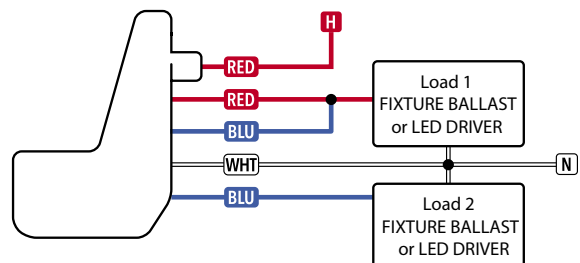 H
RED
RED
BLU
WHT
BLU
Load 1
FIXTURE BALLAST
or LED DRIVER
N
Load 2
FIXTURE BALLAST
or LED DRIVER